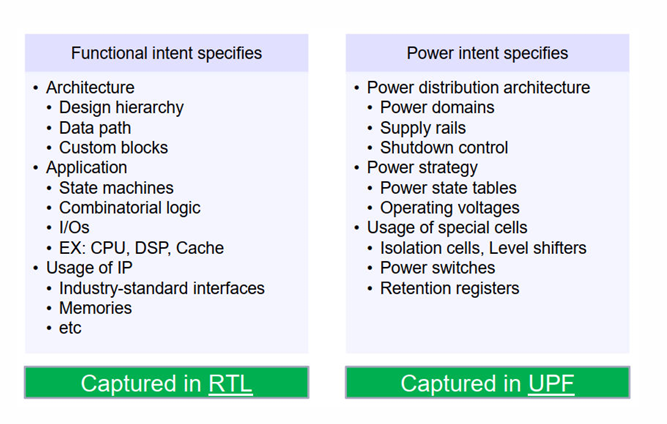 Functional intent specifies
• Architecture
• Design hierarchy
• Data path
• Custom blocks
• Application
• State machines
• Combinatorial logic
• I/Os
• EX: CPU, DSP, Cache
• Usage of IP
• Industry-standard interfaces
• Memories
• etc
Captured in RTL
Power intent specifies
• Power distribution architecture
• Power domains
• Supply rails
• Shutdown control
• Power strategy
• Power state tables
• Operating voltages
• Usage of special cells
• Isolation cells, Level shifters
• Power switches
• Retention registers
Captured in UPF